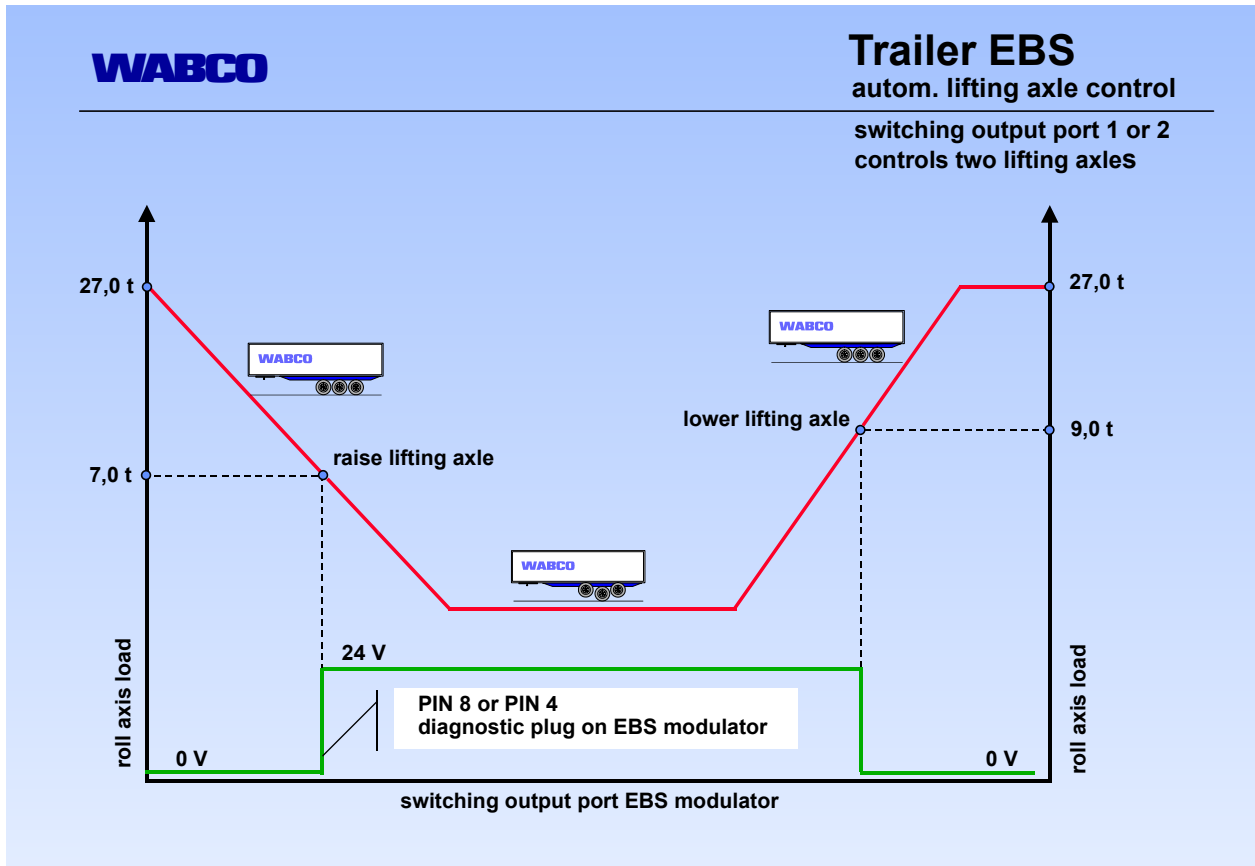 WABCO
Trailer EBS
autom. lifting axle control
switching output port 1 or 2
controls two lifting axles
27,0 t
27,0 t
WABCO
WABCO
lower lifting axle
9,0 t
raise lifting axle
7,0 t
WABCO
24 V
PIN 8 or PIN 4
diagnostic plug on EBS modulator
roll axis load
roll axis load
0 V
0 V
switching output port EBS modulator